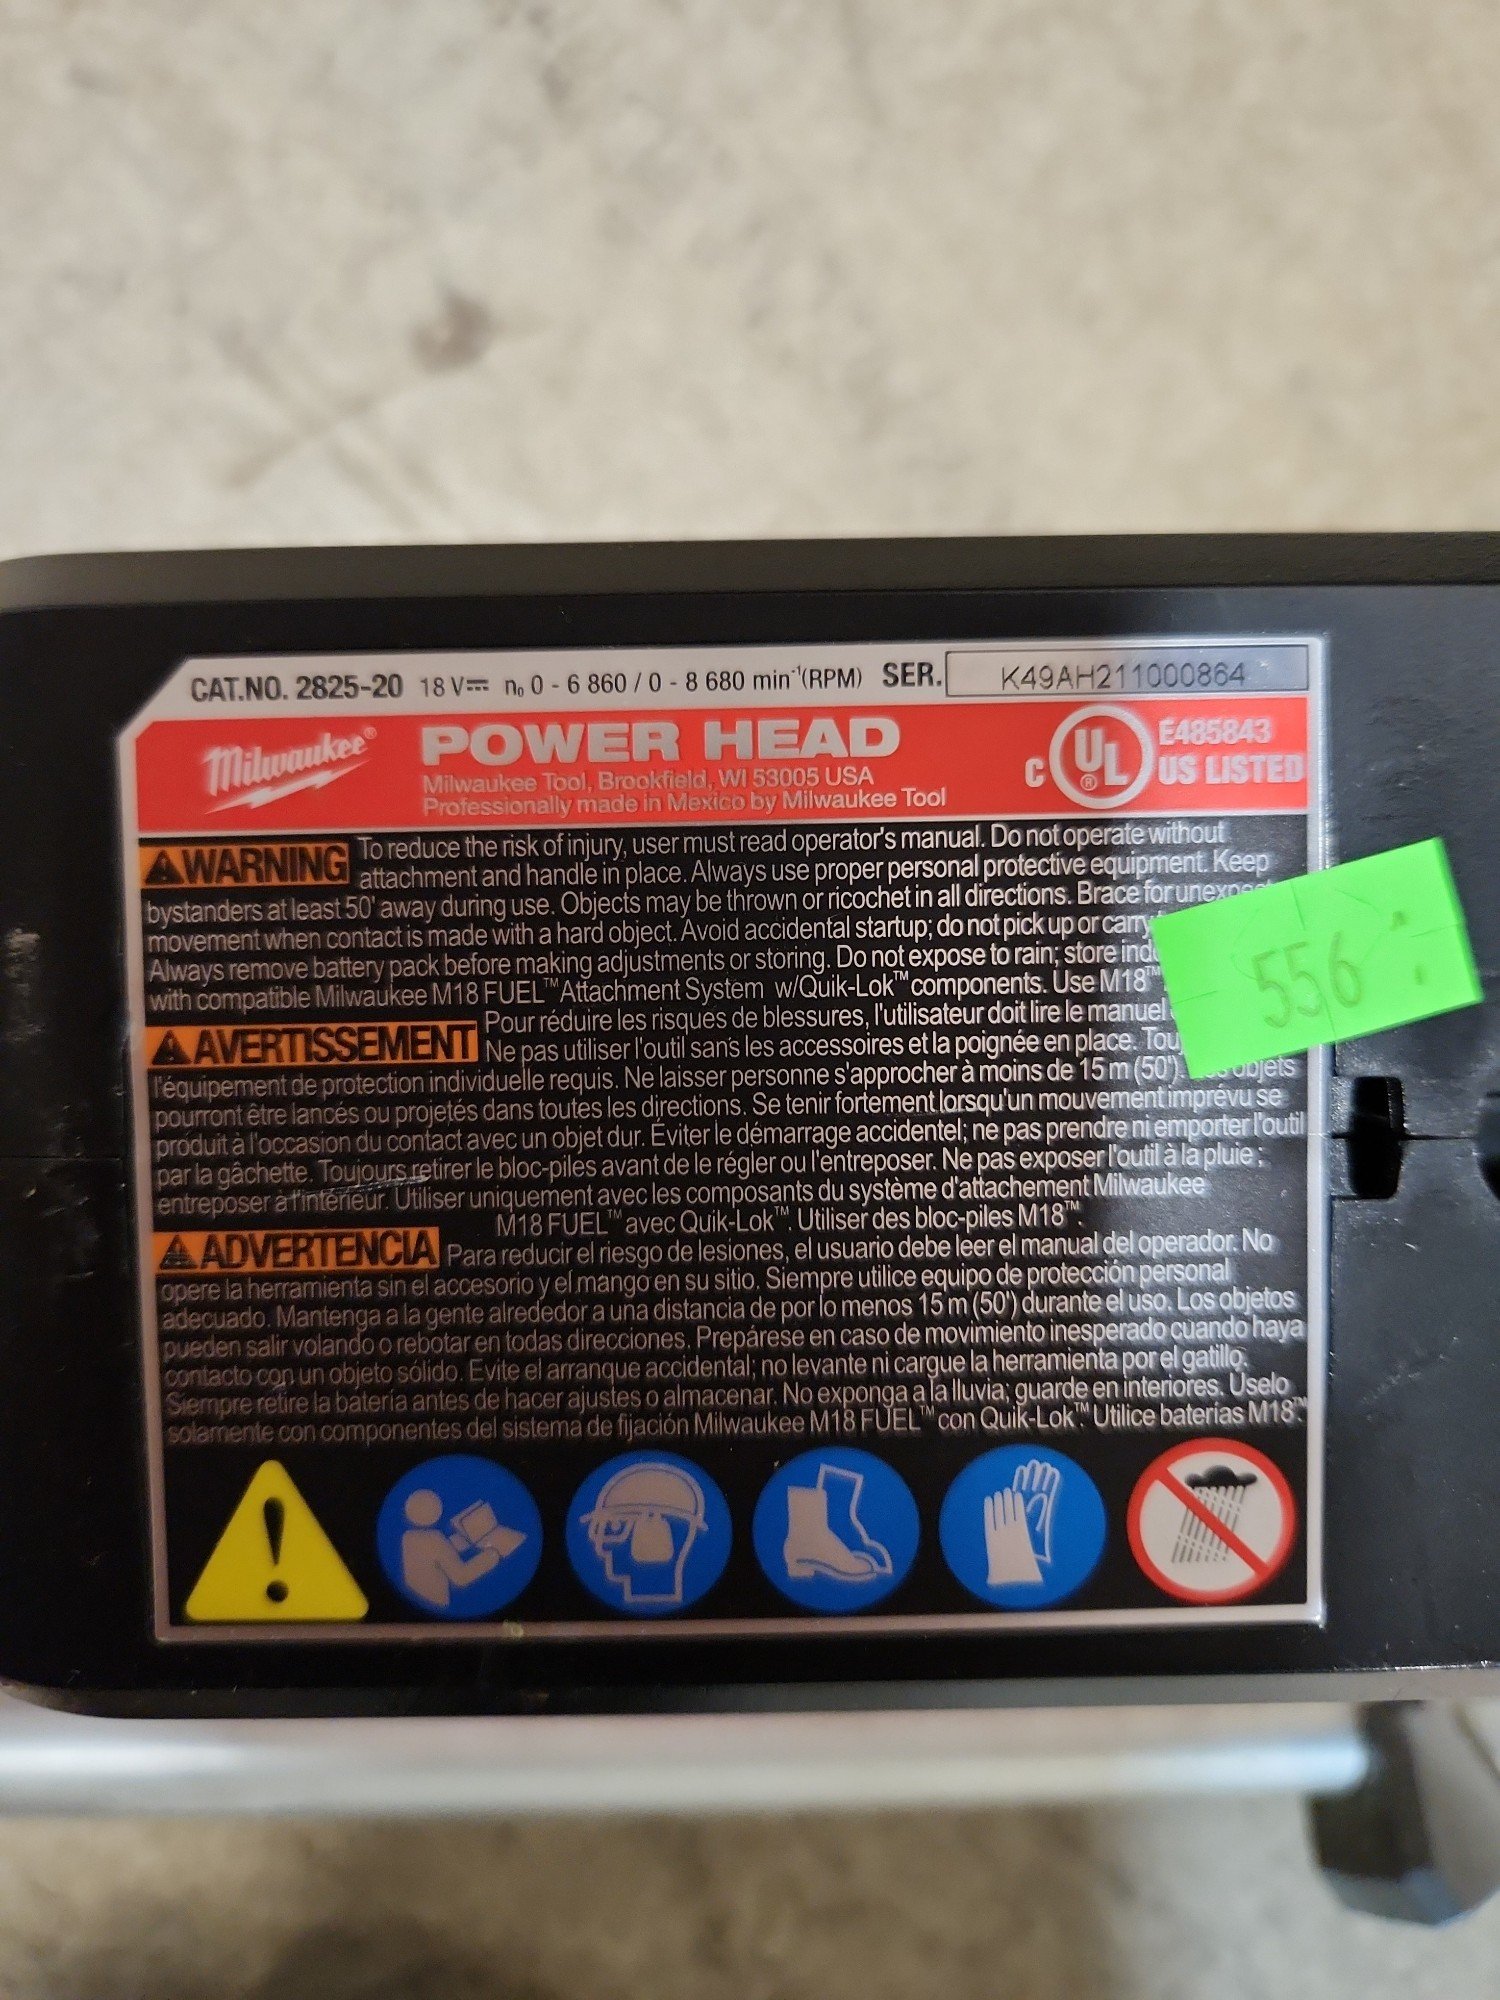 CAT.NO. 2825-20 18 V⎓ n₀ 0 - 6 860 / 0 - 8 680 min⁻¹(RPM) SER. K49AH211000864
Milwaukee®
POWER HEAD
Milwaukee Tool, Brookfield, WI 53005 USA
Professionally made in Mexico by Milwaukee Tool
C UL® E485843
US LISTED
WARNING To reduce the risk of injury, user must read operator's manual. Do not operate without
attachment and handle in place. Always use proper personal protective equipment. Keep
bystanders at least 50' away during use. Objects may be thrown or ricochet in all directions. Brace for
movement when contact is made with a hard object. Avoid accidental startup; do not pick up or carry
Always remove battery pack before making adjustments or storing. Do not expose to rain; store
with compatible Milwaukee M18 FUEL™ Attachment System w/Quik-Lok™ components. Use M18™
556
AVERTISSEMENT Pour réduire les risques de blessures, l'utilisateur doit lire le manuel
Ne pas utiliser l'outil sans les accessoires et la poignée en place.
l'équipement de protection individuelle requis. Ne laisser personne s'approcher à moins de 15 m (50'). objets
pourront être lancés ou projetés dans toutes les directions. Se tenir fortement lorsqu'un mouvement imprévu se
produit à l'occasion du contact avec un objet dur. Éviter le démarrage accidentel; ne pas prendre ni emporter l'outil
par la gâchette. Toujours retirer le bloc-piles avant de le régler ou l'entreposer. Ne pas exposer l'outil à la pluie ;
entreposer à l'intérieur. Utiliser uniquement avec les composants du système d'attachement Milwaukee
M18 FUEL™ avec Quik-Lok™. Utiliser des bloc-piles M18™.
ADVERTENCIA Para reducir el riesgo de lesiones, el usuario debe leer el manual del operador. No
opere la herramienta sin el accesorio y el mango en su sitio. Siempre utilice equipo de protección personal
adecuado. Mantenga a la gente alrededor a una distancia de por lo menos 15 m (50') durante el uso. Los objetos
pueden salir volando o rebotar en todas direcciones. Prepárese en caso de movimiento inesperado cuando haya
contacto con un objeto sólido. Evite el arranque accidental; no levante ni cargue la herramienta por el gatillo.
Siempre retire la batería antes de hacer ajustes o almacenar. No exponga a la lluvia; guarde en interiores. Úselo
solamente con componentes del sistema de fijación Milwaukee M18 FUEL™ con Quik-Lok™. Utilice baterías M18™.